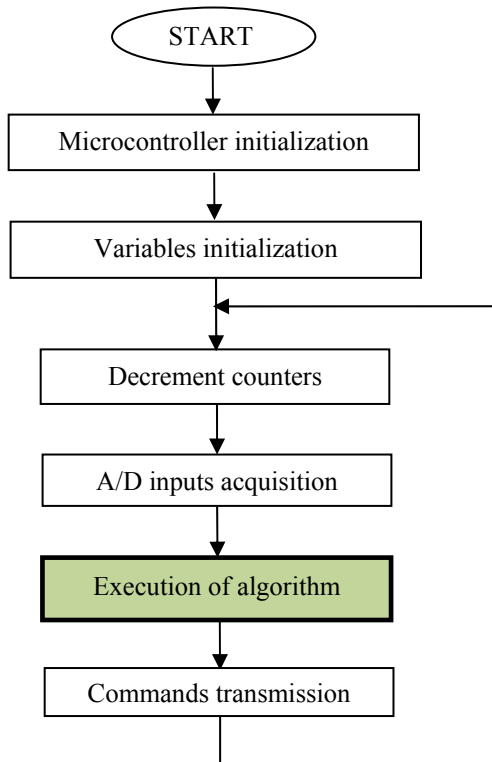 START
Microcontroller initialization
Variables initialization
Decrement counters
A/D inputs acquisition
Execution of algorithm
Commands transmission